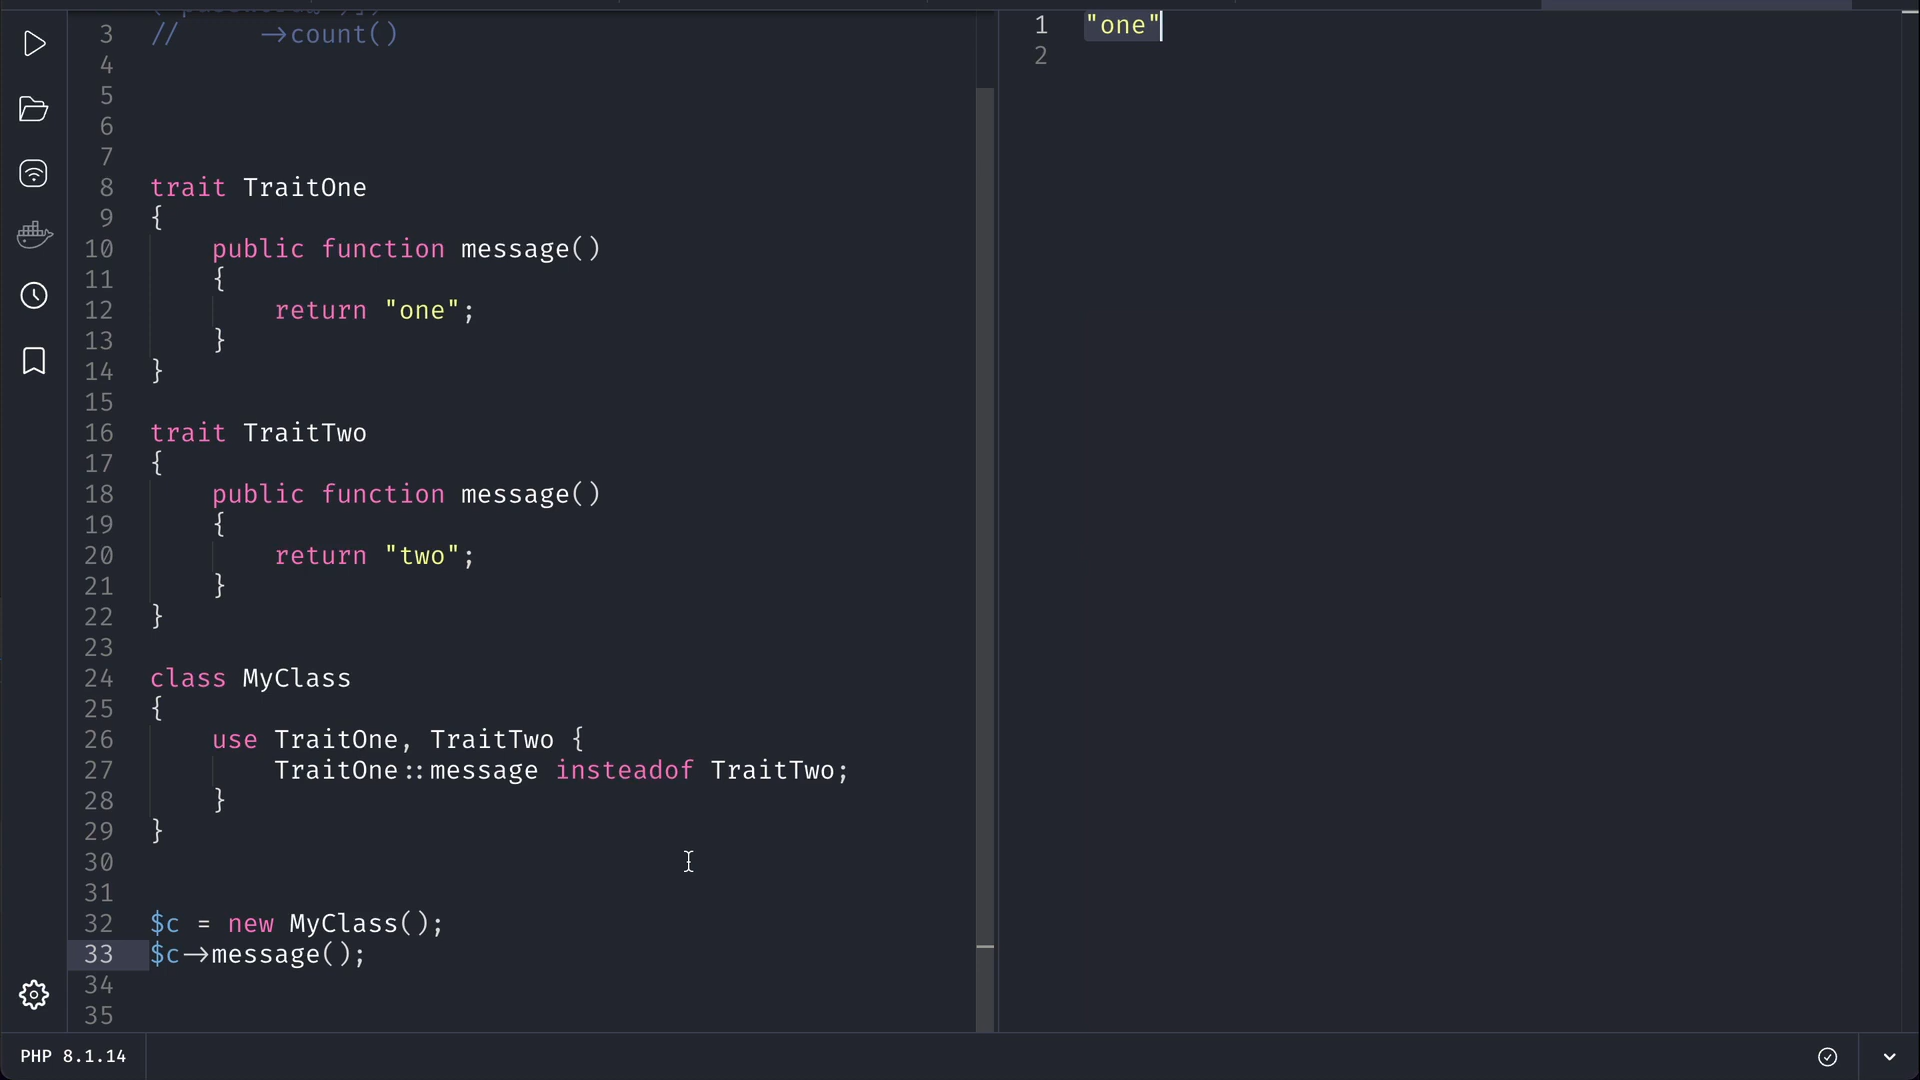 3 // ->count()
4
5
6
7
8 trait TraitOne
9 {
10 public function message()
11 {
12 return "one";
13 }
14 }
15
16 trait TraitTwo
17 {
18 public function message()
19 {
20 return "two";
21 }
22 }
23
24 class MyClass
25 {
26 use TraitOne, TraitTwo {
27 TraitOne::message insteadof TraitTwo;
28 }
29 }
30
31
32 $c = new MyClass();
33 $c->message();
34
35
1 "one"
2
PHP 8.1.14